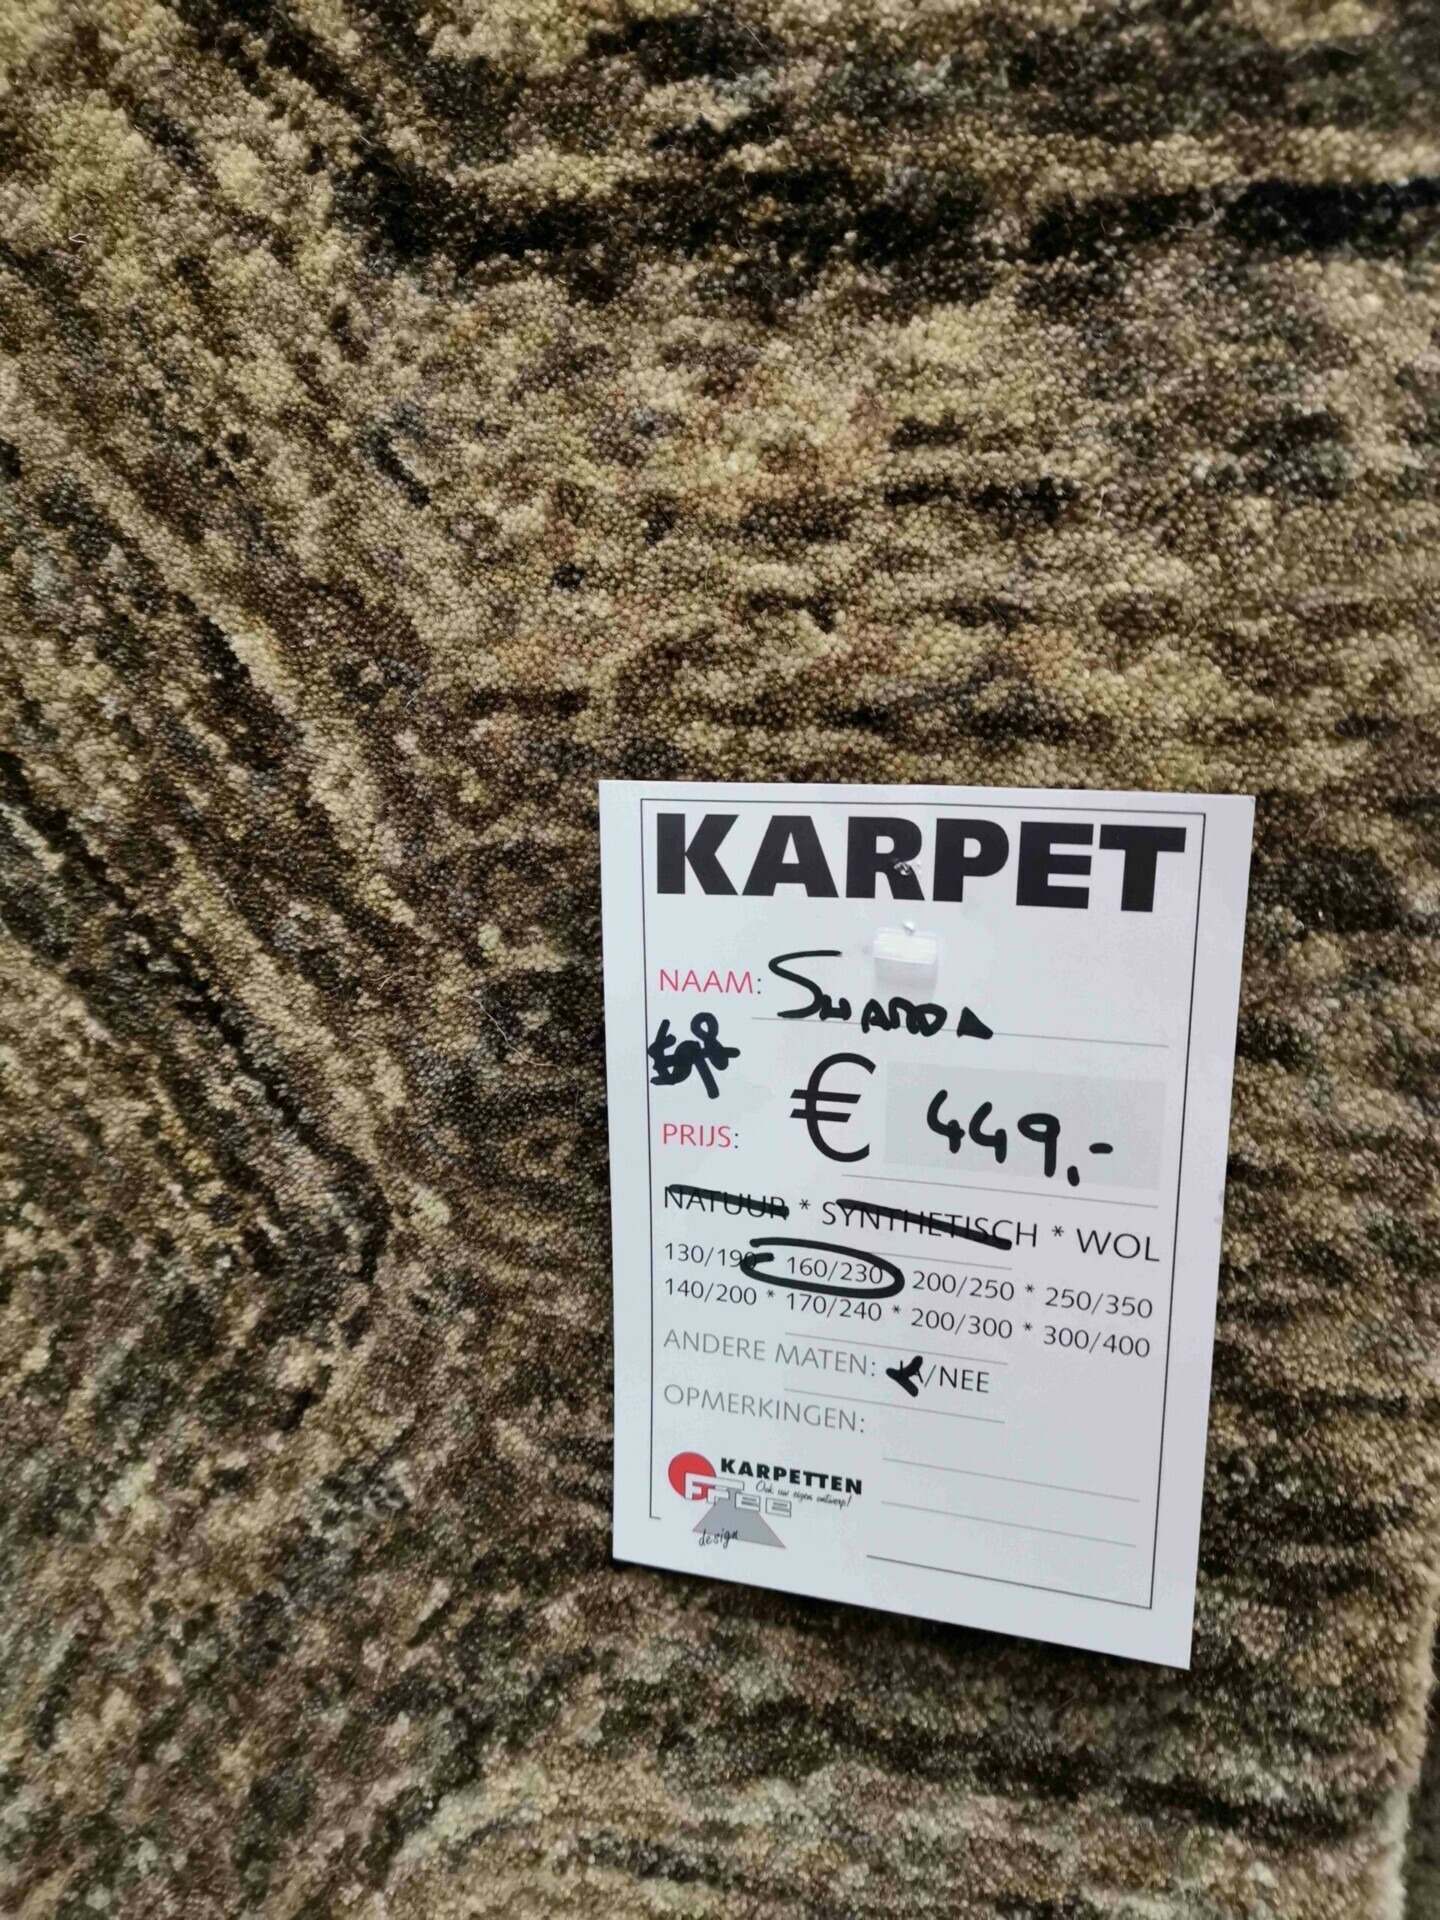 KARPET
NAAM:
PRIJS: € 449,-
NATUUR * SYNTHETISCH * WOL
130/190 160/230 200/250 * 250/350
140/200 * 170/240 * 200/300 * 300/400
ANDERE MATEN: JA/NEE
OPMERKINGEN:
KARPETTEN
Ook uw eigen ontwerp!
design